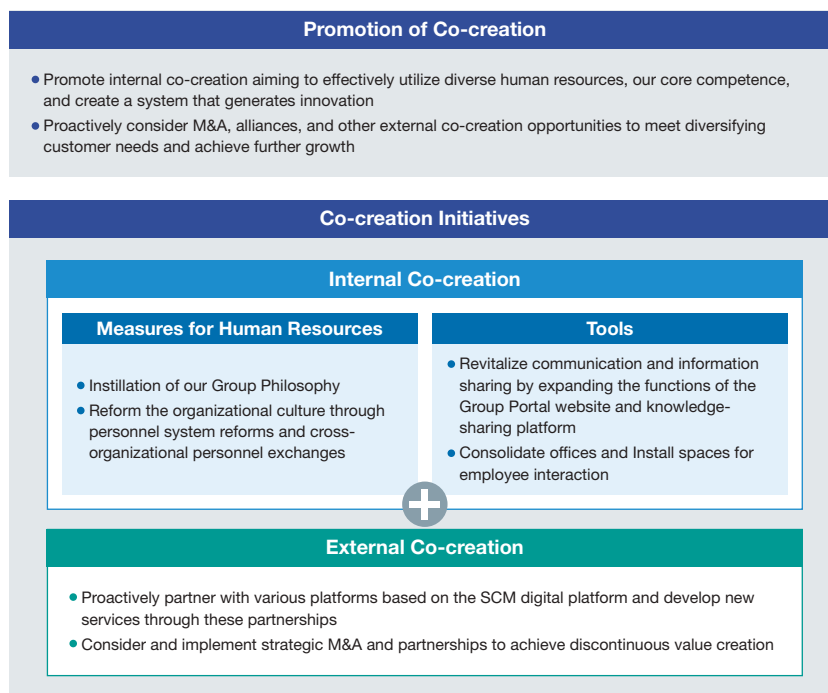 Promotion of Co-creation
● Promote internal co-creation aiming to effectively utilize diverse human resources, our core competence,
and create a system that generates innovation
● Proactively consider M&A, alliances, and other external co-creation opportunities to meet diversifying
customer needs and achieve further growth
Co-creation Initiatives
Internal Co-creation
Measures for Human Resources
● Instillation of our Group Philosophy
● Reform the organizational culture through
personnel system reforms and cross-
organizational personnel exchanges
Tools
● Revitalize communication and information
sharing by expanding the functions of the
Group Portal website and knowledge-
sharing platform
● Consolidate offices and Install spaces for
employee interaction
+
External Co-creation
● Proactively partner with various platforms based on the SCM digital platform and develop new
services through these partnerships
● Consider and implement strategic M&A and partnerships to achieve discontinuous value creation